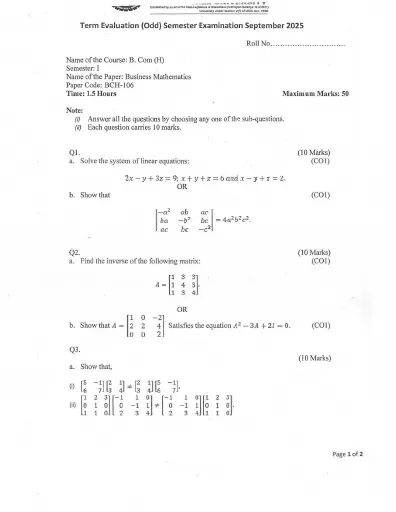 Term Evaluation (Odd) Semester Examination September 2025
Roll No..............................
Name of the Course: B. Com (H)
Semester: I
Name of the Paper: Business Mathematics
Paper Code: BCH-106
Time: 1.5 Hours Maximum Marks: 50
Note:
(i) Answer all the questions by choosing any one of the sub-questions.
(ii) Each question carries 10 marks.
Q1. (10 Marks)
a. Solve the system of linear equations: (CO1)
2x − y + 3z = 9; x + y + z = 6 and x − y + z = 2.
OR
b. Show that (CO1)
|−a² ab ac|
|ba −b² bc| = 4a²b²c².
|ac bc −c²|
Q2. (10 Marks)
a. Find the inverse of the following matrix: (CO1)
[1 3 3]
A = [1 4 3].
[1 3 4]
OR
[1 0 −2]
b. Show that A = [2 2 4] Satisfies the equation A² − 3A + 2I = 0. (CO1)
[0 0 2]
Q3.
(10 Marks)
a. Show that,
(i) [5 −1][2 1] ≠ [2 1][5 −1]
[6 7][3 4] [3 4][6 7].
[1 2 3][−1 1 0] [−1 1 0][1 2 3]
(ii) [0 1 0][0 −1 1] ≠ [0 −1 1][0 1 0].
[1 1 0][2 3 4] [2 3 4][1 1 0]
Page 1 of 2